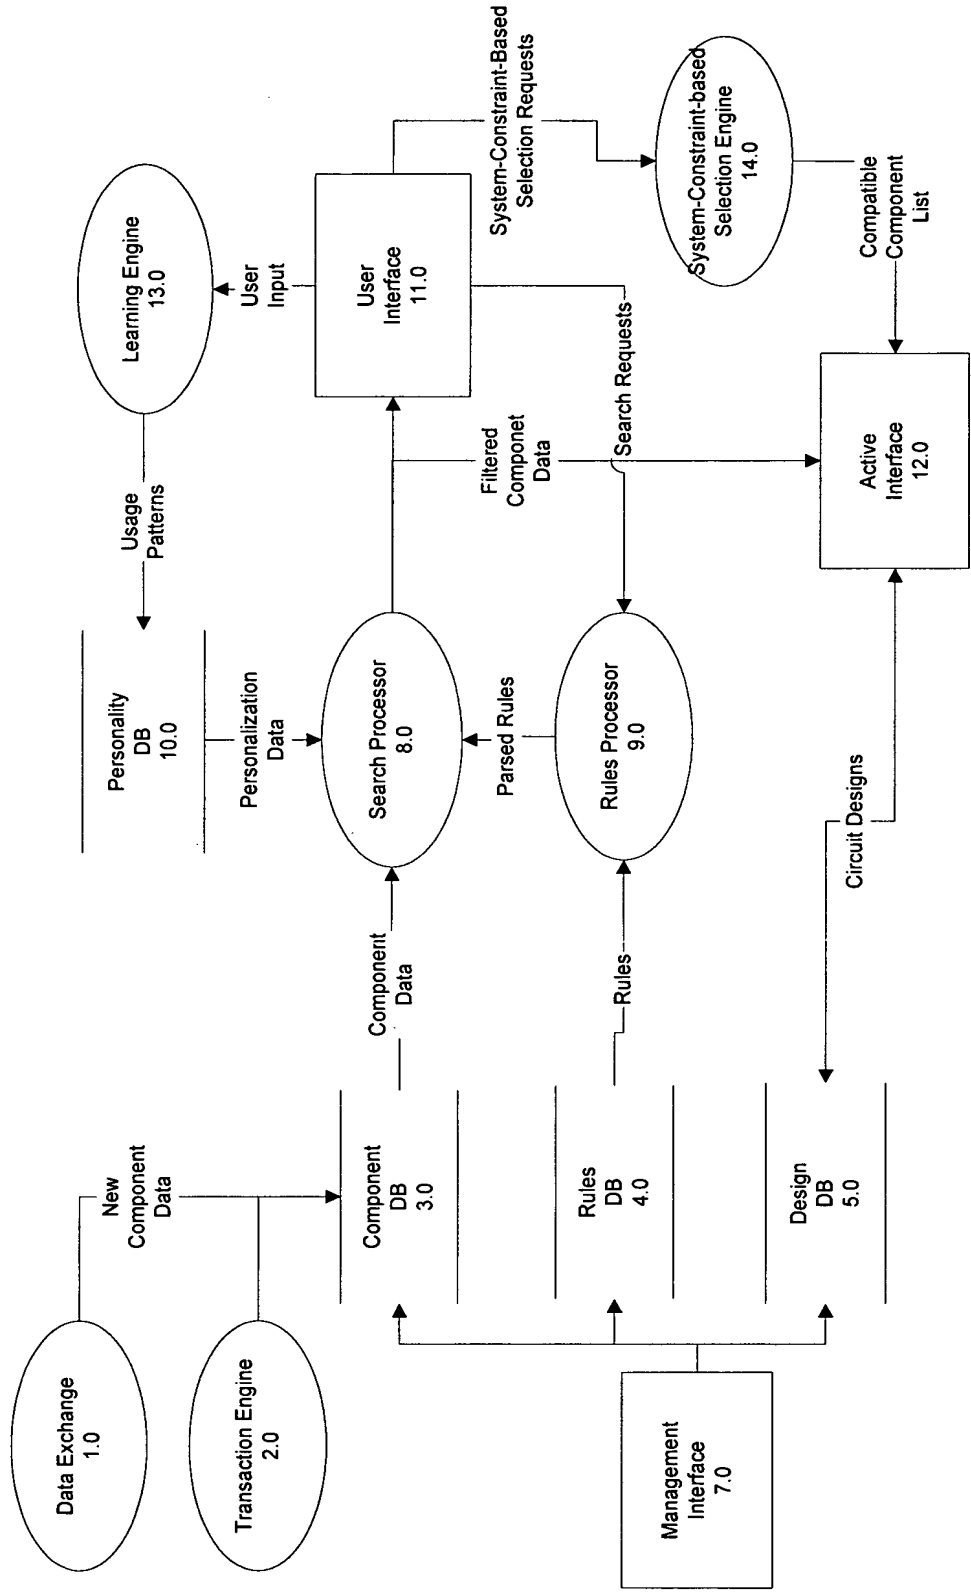 Data Exchange
1.0
New
Component
Data
Transaction Engine
2.0
Personality
DB
10.0
Usage
Patterns
Learning Engine
13.0
Personalization
Data
User
Input
Component
DB
3.0
Component
Data
Search Processor
8.0
User
Interface
11.0
System-Constraint-Based
Selection Requests
Filtered
Componet
Data
Parsed Rules
Search Requests
Rules
DB
4.0
Rules
Rules Processor
9.0
System-Constraint-based
Selection Engine
14.0
Management
Interface
7.0
Design
DB
5.0
Circuit Designs
Active
Interface
12.0
Compatible
Component
List